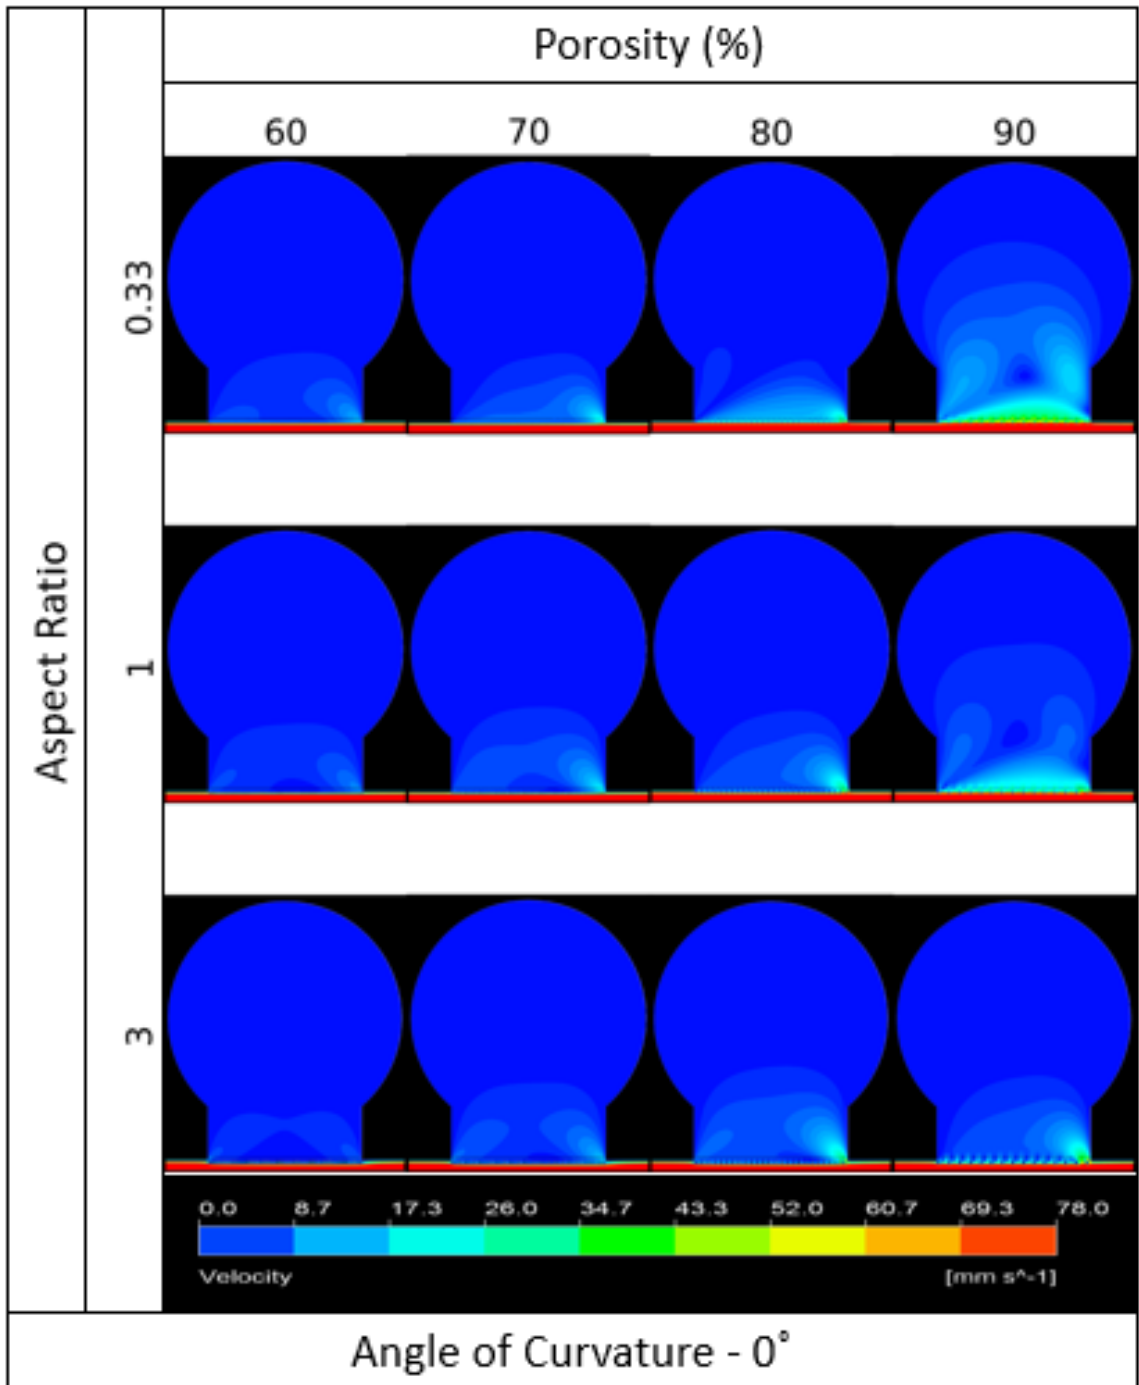 Porosity (%)
60 70 80 90
Aspect Ratio
0.33
1
3
0.0 8.7 17.3 26.0 34.7 43.3 52.0 60.7 69.3 78.0
Velocity [mm s^-1]
Angle of Curvature - 0˚